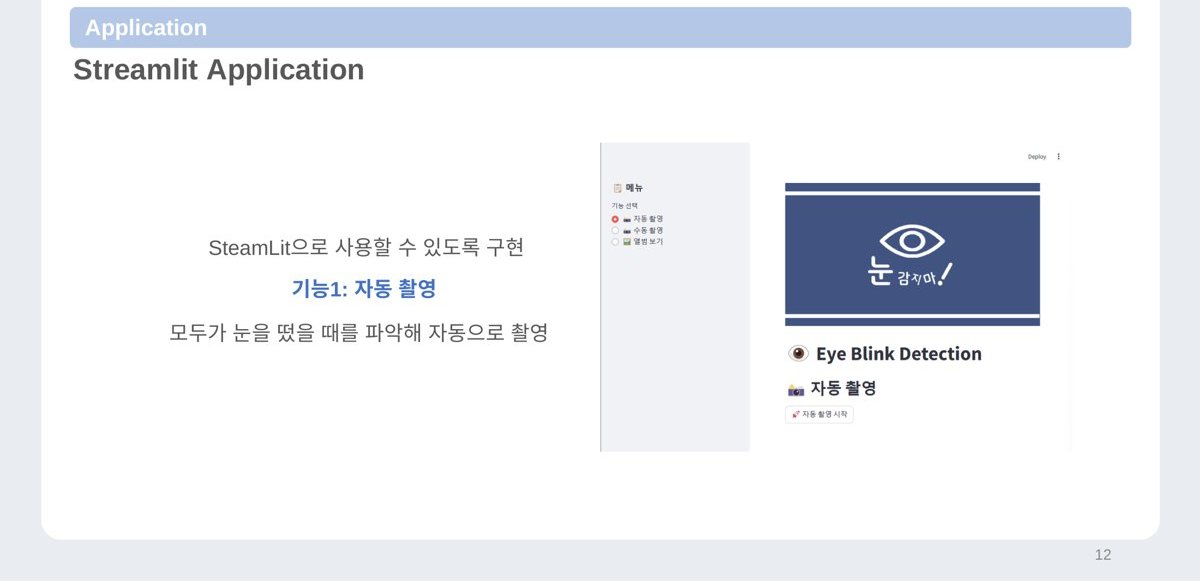 Application
Streamlit Application
SteamLit으로 사용할 수 있도록 구현
기능1: 자동 촬영
모두가 눈을 떴을 때를 파악해 자동으로 촬영
메뉴
기능 선택
자동 촬영
수동 촬영
앨범 보기
Deploy
눈 감지마!
Eye Blink Detection
자동 촬영
자동 촬영 시작
12